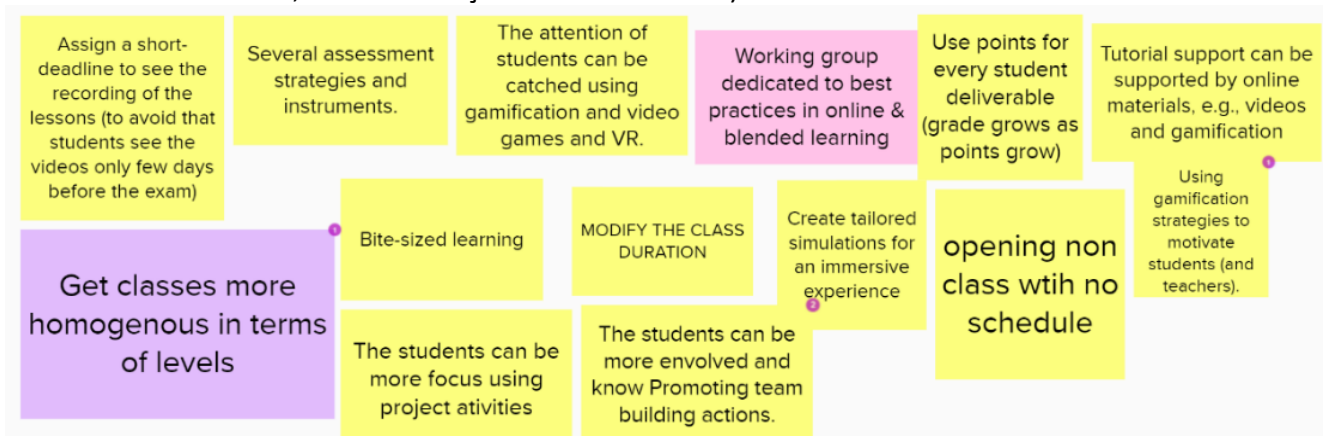 Assign a short-
deadline to see the
recording of the
lessons (to avoid that
students see the
videos only few days
before the exam)
Several assessment
strategies and
instruments.
The attention of
students can be
catched using
gamification and video
games and VR.
Working group
dedicated to best
practices in online &
blended learning
Use points for
every student
deliverable
(grade grows as
points grow)
Tutorial support can be
supported by online
materials, e.g., videos
and gamification
1
Using
gamification
strategies to
motivate
students (and
teachers).
1
Get classes more
homogenous in terms
of levels
Bite-sized learning
MODIFY THE CLASS
DURATION
Create tailored
simulations for
an immersive
experience
2
opening non
class wtih no
schedule
The students can be
more focus using
project ativities
The students can be
more envolved and
know Promoting team
building actions.